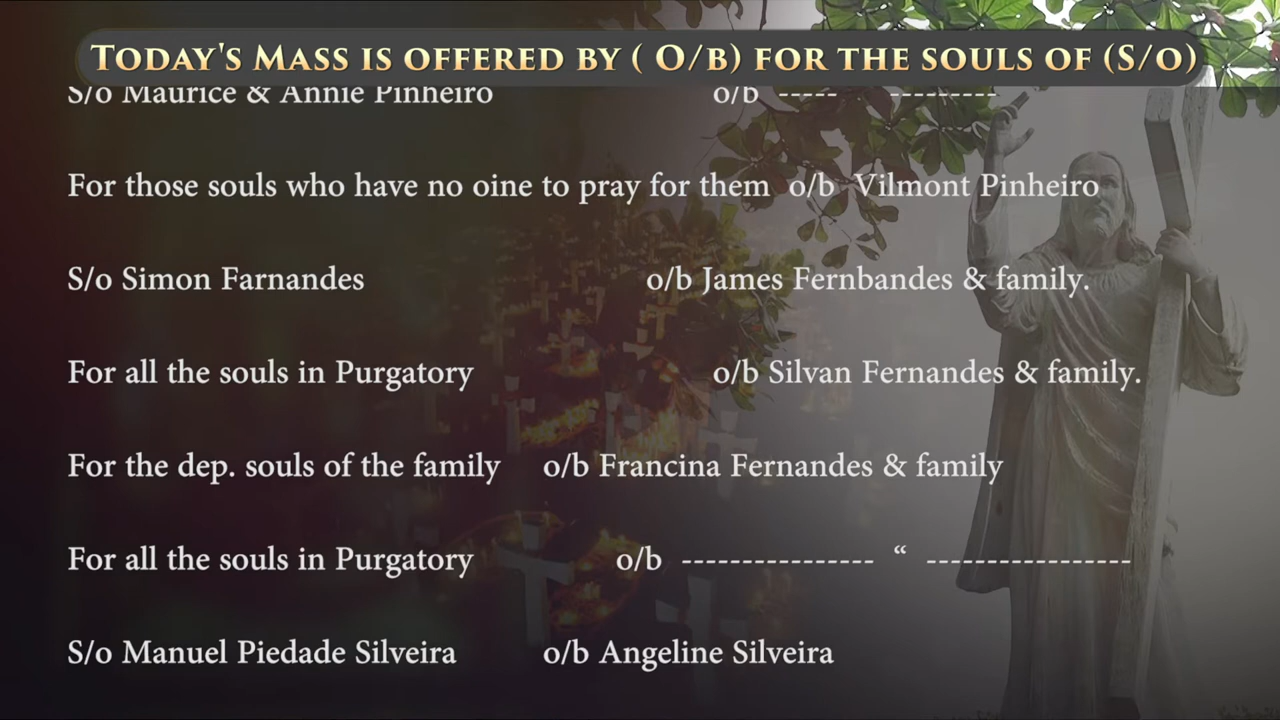 TODAY'S MASS IS OFFERED BY ( O/B) FOR THE SOULS OF (S/O)
S/o Maurice & Annie Pinheiro o/b ----- ---------
For those souls who have no oine to pray for them o/b Vilmont Pinheiro
S/o Simon Farnandes o/b James Fernbandes & family.
For all the souls in Purgatory o/b Silvan Fernandes & family.
For the dep. souls of the family o/b Francina Fernandes & family
For all the souls in Purgatory o/b ---------------- “ -----------------
S/o Manuel Piedade Silveira o/b Angeline Silveira